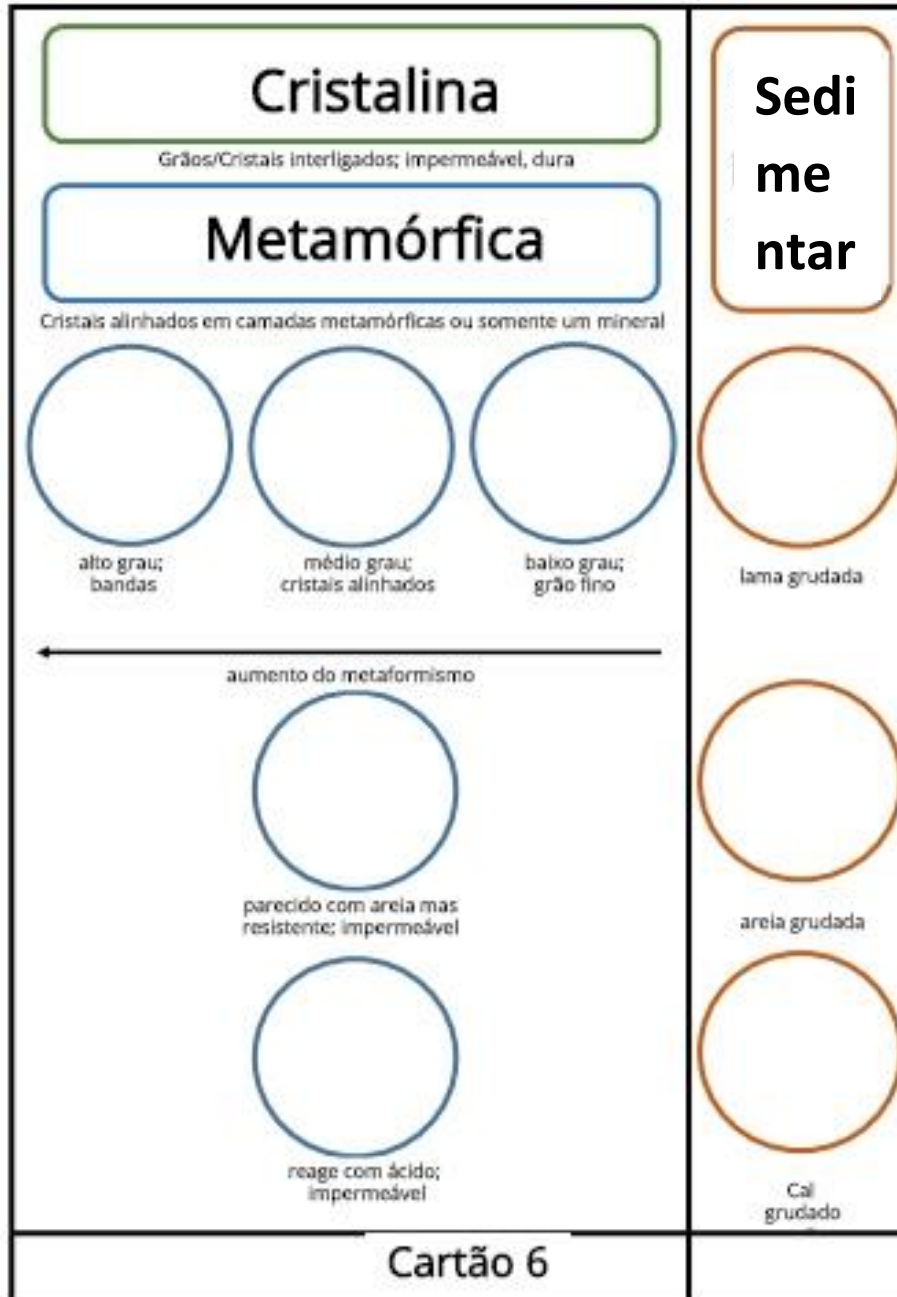 Cristalina
Grãos/Cristais interligados; impermeável, dura
Metamórfica
Cristais alinhados em camadas metamórficas ou somente um mineral
alto grau;
bandas
médio grau;
cristais alinhados
baixo grau;
grão fino
aumento do metaformismo
parecido com areia mas
resistente; impermeável
reage com ácido;
impermeável
Cartão 6
Sedi
me
ntar
lama grudada
areia grudada
Cal
grudado